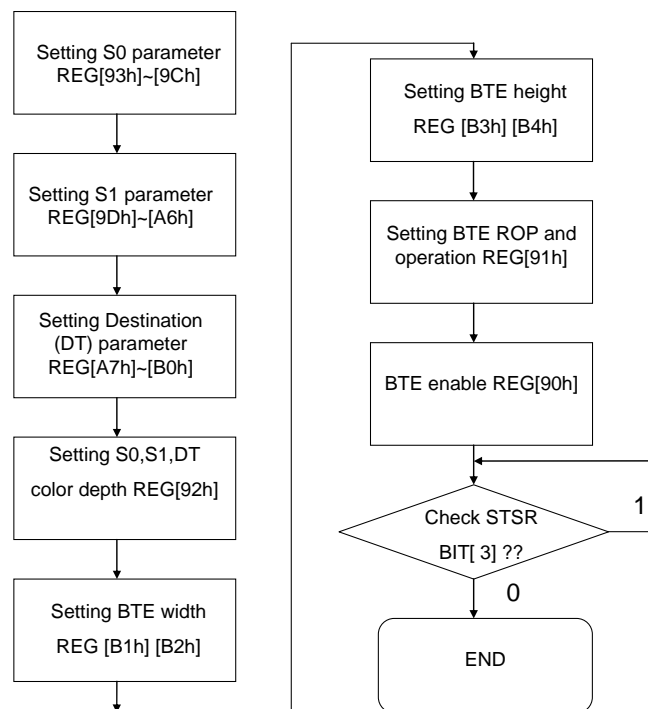 Setting S0 parameter
REG[93h]~[9Ch]
Setting S1 parameter
REG[9Dh]~[A6h]
Setting Destination
(DT) parameter
REG[A7h]~[B0h]
Setting S0,S1,DT
color depth REG[92h]
Setting BTE width
REG [B1h] [B2h]
Setting BTE height
REG [B3h] [B4h]
Setting BTE ROP and
operation REG[91h]
BTE enable REG[90h]
Check STSR
BIT[ 3] ??
1
0
END